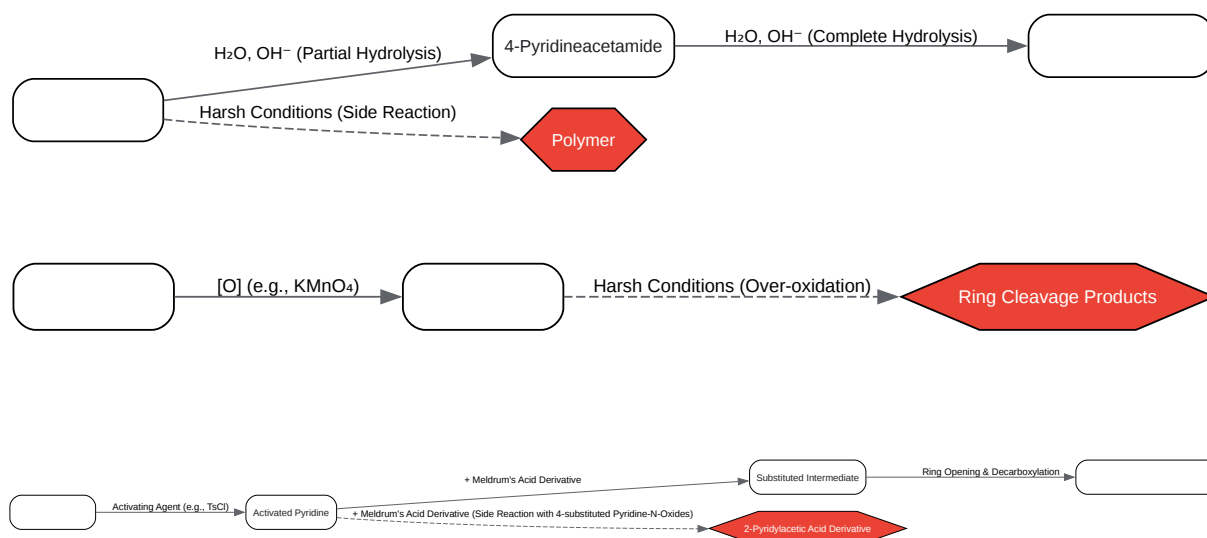 H₂O, OH⁻ (Partial Hydrolysis)
4-Pyridineacetamide
H₂O, OH⁻ (Complete Hydrolysis)
Harsh Conditions (Side Reaction)
Polymer
[O] (e.g., KMnO₄)
Harsh Conditions (Over-oxidation)
Ring Cleavage Products
Activating Agent (e.g., TsCl)
Activated Pyridine
+ Meldrum's Acid Derivative
Substituted Intermediate
Ring Opening & Decarboxylation
+ Meldrum's Acid Derivative (Side Reaction with 4-substituted Pyridine-N-Oxides)
2-Pyridylacetic Acid Derivative